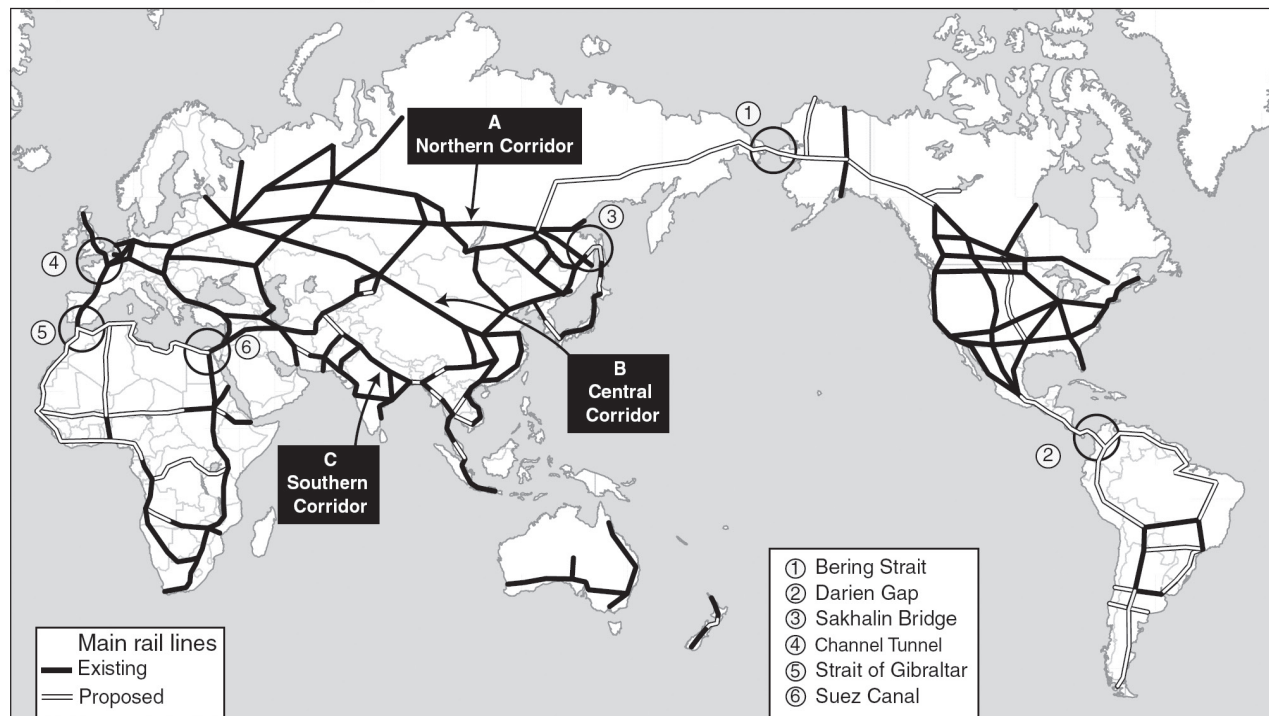 A
Northern Corridor
1
3
4
5
6
B
Central
Corridor
C
Southern
Corridor
2
Main rail lines
Existing
Proposed
1 Bering Strait
2 Darien Gap
3 Sakhalin Bridge
4 Channel Tunnel
5 Strait of Gibraltar
6 Suez Canal